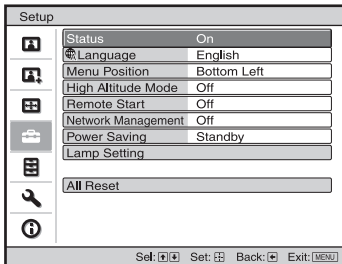 Setup
Status On
Language English
Menu Position Bottom Left
High Altitude Mode Off
Remote Start Off
Network Management Off
Power Saving Standby
Lamp Setting
All Reset
Sel: Set: Back: Exit: MENU